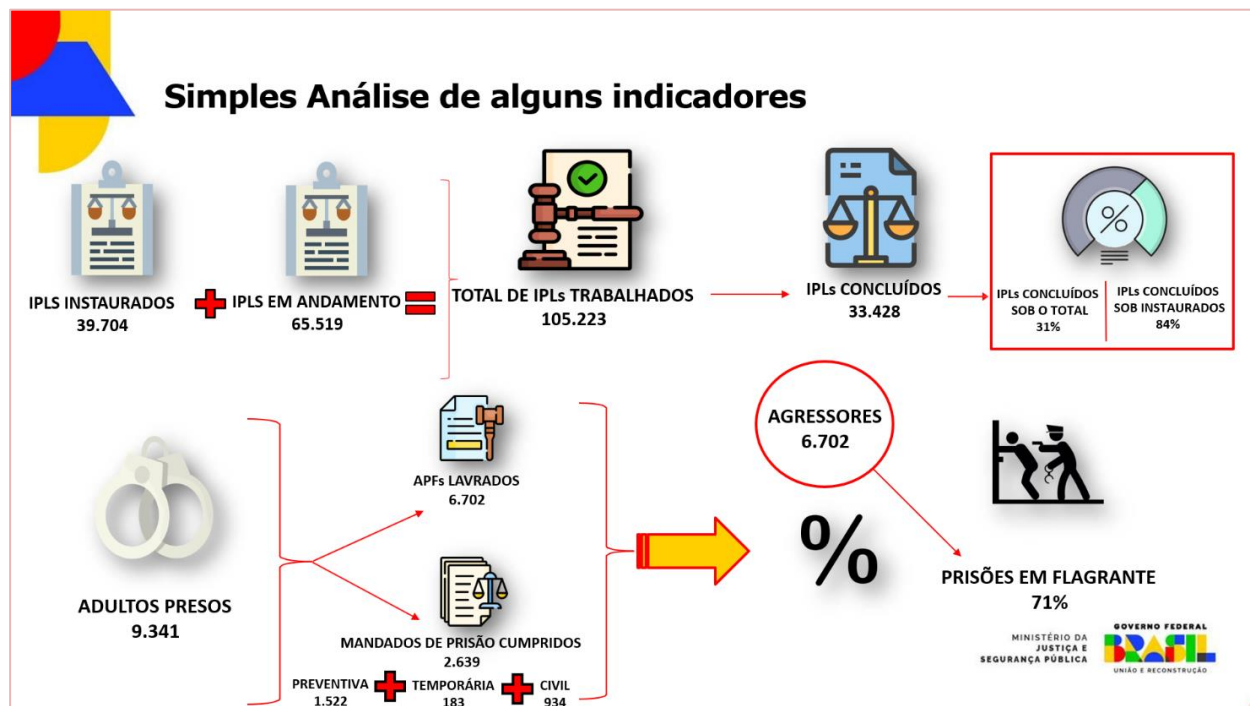 Simples Análise de alguns indicadores
IPLS INSTAURADOS
39.704
IPLS EM ANDAMENTO
65.519
TOTAL DE IPLs TRABALHADOS
105.223
IPLs CONCLUÍDOS
33.428
%
IPLs CONCLUÍDOS
SOB O TOTAL
31%
IPLs CONCLUÍDOS
SOB INSTAURADOS
84%
ADULTOS PRESOS
9.341
APFs LAVRADOS
6.702
MANDADOS DE PRISÃO CUMPRIDOS
2.639
PREVENTIVA
1.522
TEMPORÁRIA
183
CIVIL
934
AGRESSORES
6.702
%
PRISÕES EM FLAGRANTE
71%
MINISTÉRIO DA
JUSTIÇA E
SEGURANÇA PÚBLICA
GOVERNO FEDERAL
BRASIL
UNIÃO E RECONSTRUÇÃO